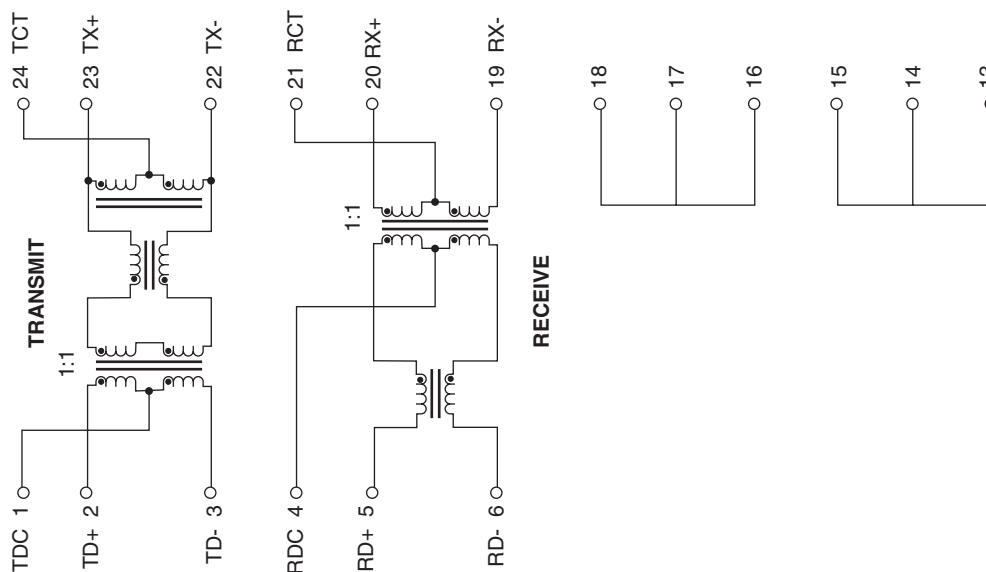 24 TCT
23 TX+
22 TX-
21 RCT
20 RX+
19 RX-
18
17
16
15
14
1:1
TRANSMIT
1:1
RECEIVE
TDC 1
TD+ 2
TD- 3
RDC 4
RD+ 5
RD- 6